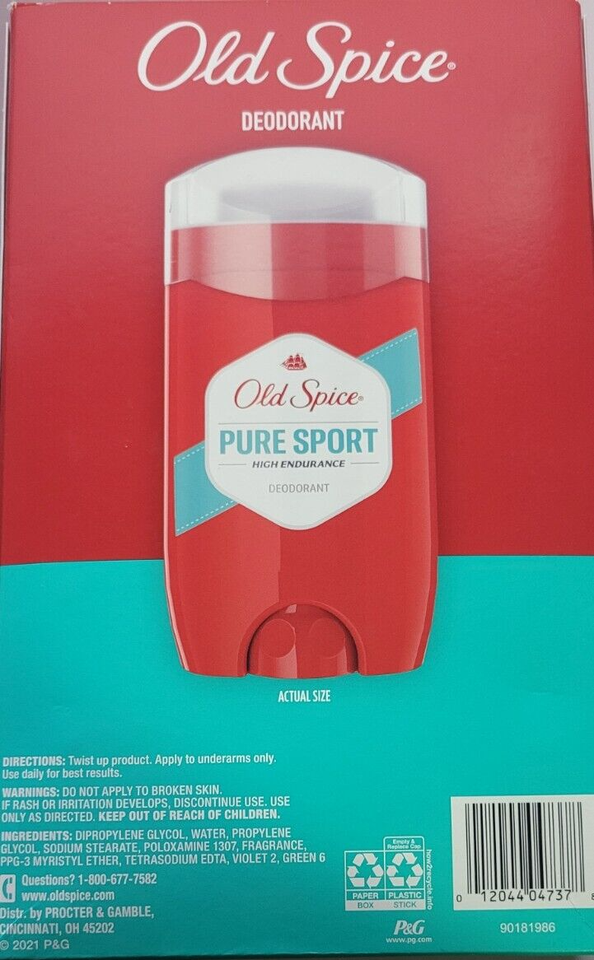 Old Spice®
DEODORANT
Old Spice®
PURE SPORT
HIGH ENDURANCE
DEODORANT
ACTUAL SIZE
DIRECTIONS: Twist up product. Apply to underarms only.
Use daily for best results.
WARNINGS: DO NOT APPLY TO BROKEN SKIN.
IF RASH OR IRRITATION DEVELOPS, DISCONTINUE USE. USE
ONLY AS DIRECTED. KEEP OUT OF REACH OF CHILDREN.
INGREDIENTS: DIPROPYLENE GLYCOL, WATER, PROPYLENE
GLYCOL, SODIUM STEARATE, POLOXAMINE 1307, FRAGRANCE,
PPG-3 MYRISTYL ETHER, TETRASODIUM EDTA, VIOLET 2, GREEN 6
Questions? 1-800-677-7582
www.oldspice.com
Distr. by PROCTER & GAMBLE,
CINCINNATI, OH 45202
© 2021 P&G
Empty &
Replace Cap
PAPER
BOX
PLASTIC
STICK
how2recycle.info
P&G
www.pg.com
0 12044 04737 8
90181986